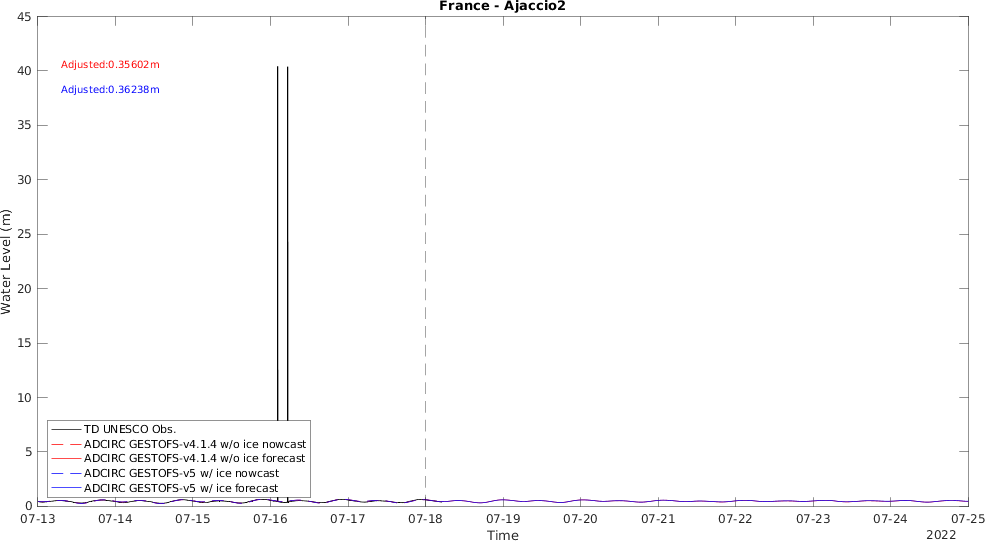 France - Ajaccio2
45
40
35
30
25
20
15
10
5
0
Water Level (m)
Adjusted:0.35602m
Adjusted:0.36238m
TD UNESCO Obs.
ADCIRC GESTOFS-v4.1.4 w/o ice nowcast
ADCIRC GESTOFS-v4.1.4 w/o ice forecast
ADCIRC GESTOFS-v5 w/ ice nowcast
ADCIRC GESTOFS-v5 w/ ice forecast
07-13 07-14 07-15 07-16 07-17 07-18 07-19 07-20 07-21 07-22 07-23 07-24 07-25
Time
2022